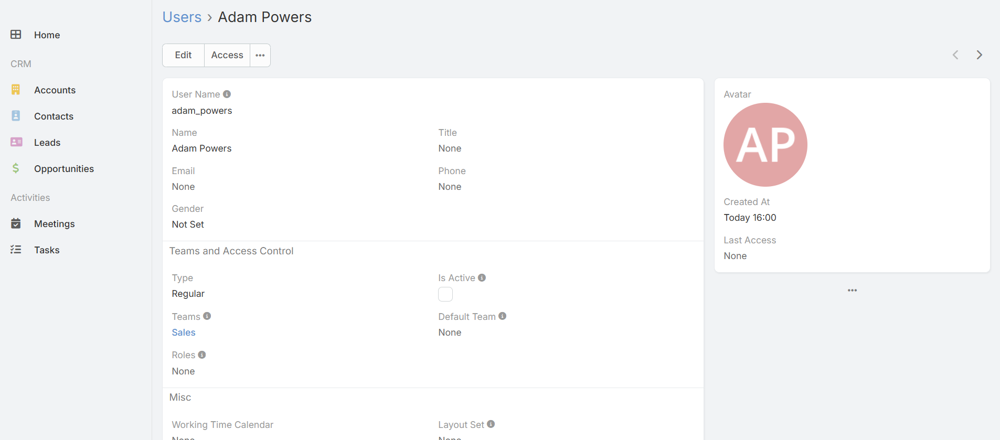 Home
CRM
Accounts
Contacts
Leads
Opportunities
Activities
Meetings
Tasks
Users › Adam Powers
Edit Access
User Name
adam_powers
Name Title
Adam Powers None
Email Phone
None None
Gender
Not Set
Teams and Access Control
Type Is Active
Regular
Teams Default Team
Sales None
Roles
None
Misc
Working Time Calendar Layout Set
None None
Avatar
AP
Created At
Today 16:00
Last Access
None